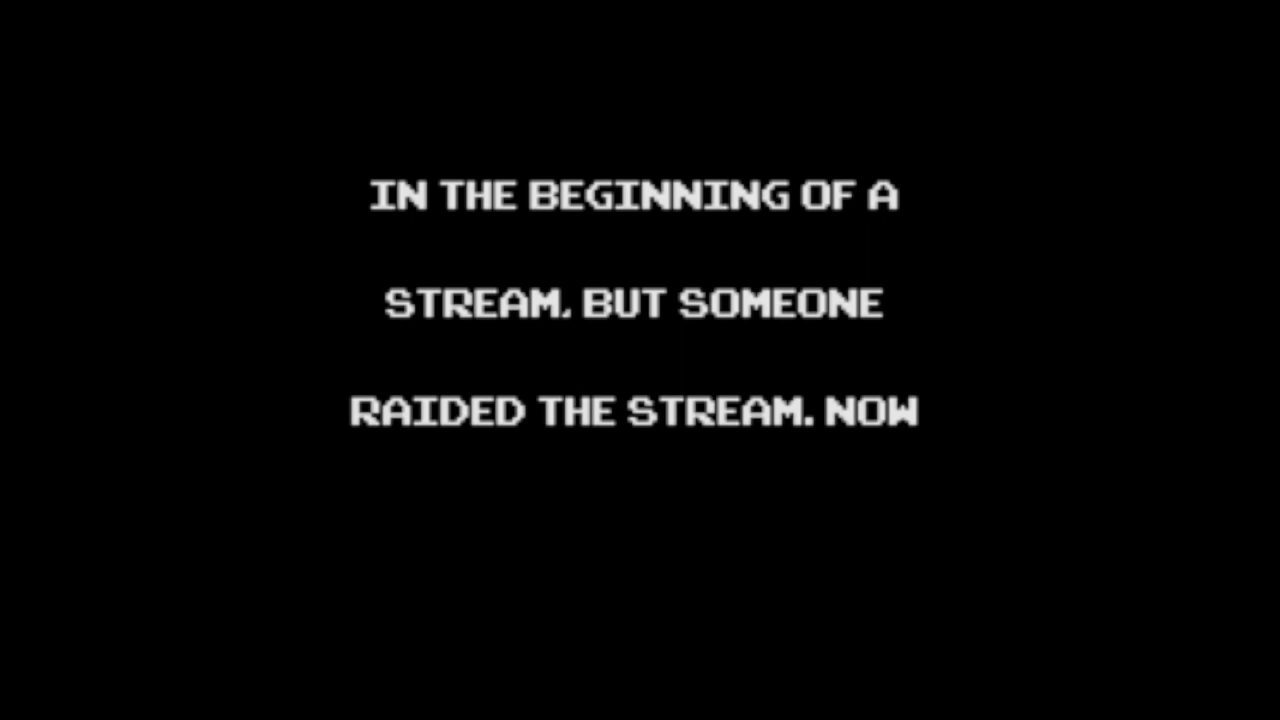 IN THE BEGINNING OF A
STREAM, BUT SOMEONE
RAIDED THE STREAM. NOW